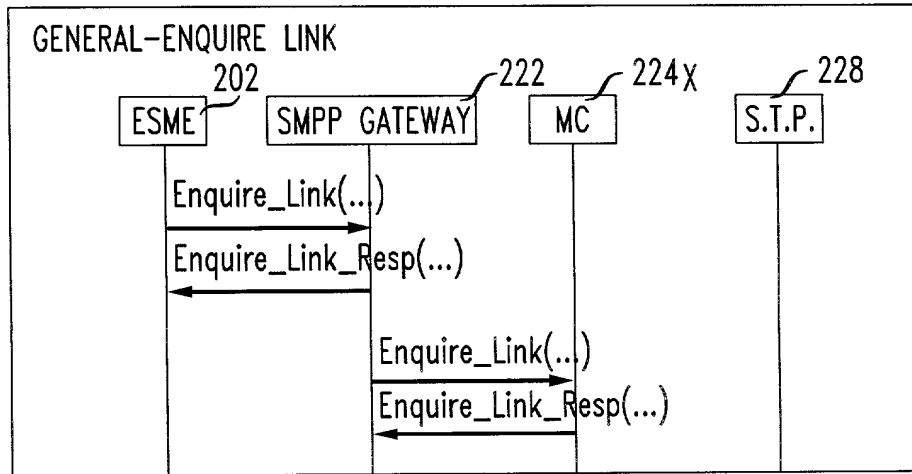 GENERAL-ENQUIRE LINK
202 222 224X 228
ESME SMPP GATEWAY MC S.T.P.
Enquire_Link(...)
Enquire_Link_Resp(...)
Enquire_Link(...)
Enquire_Link_Resp(...)